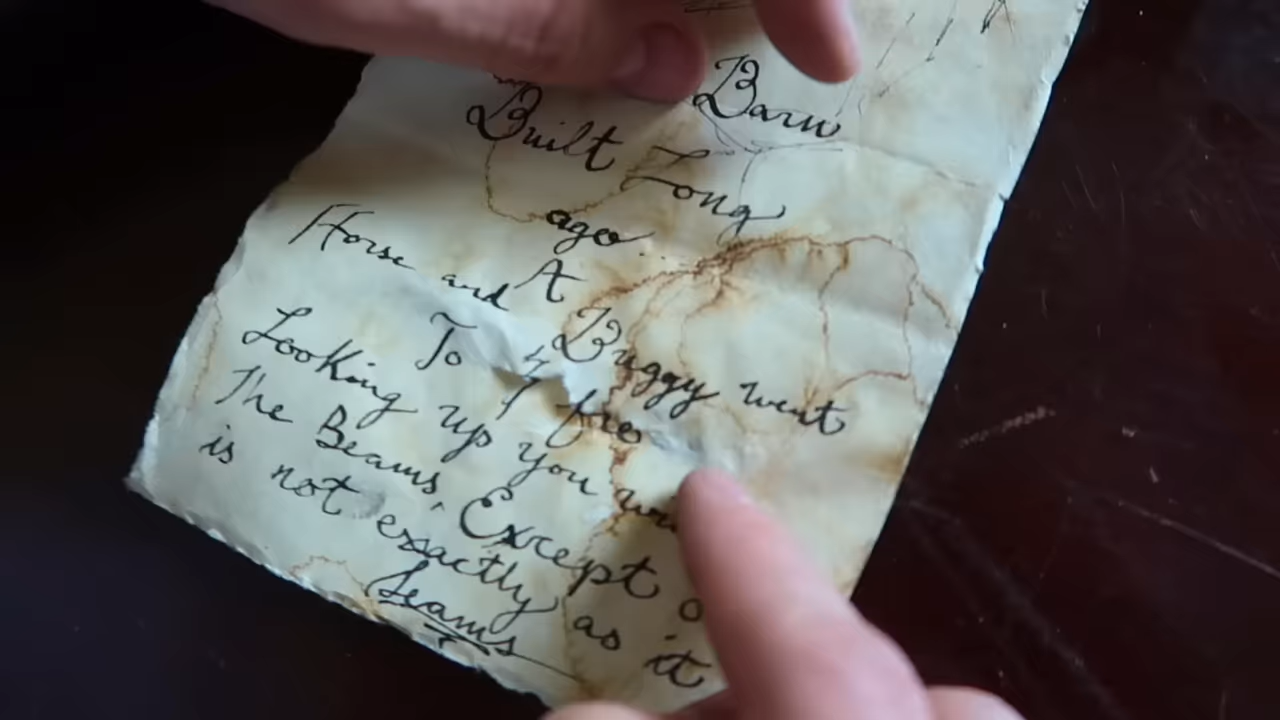 Barn
Built Long
ago
A
Horse and Buggy went
To
Looking up you
The Beams, Except
is not exactly as it
Seams